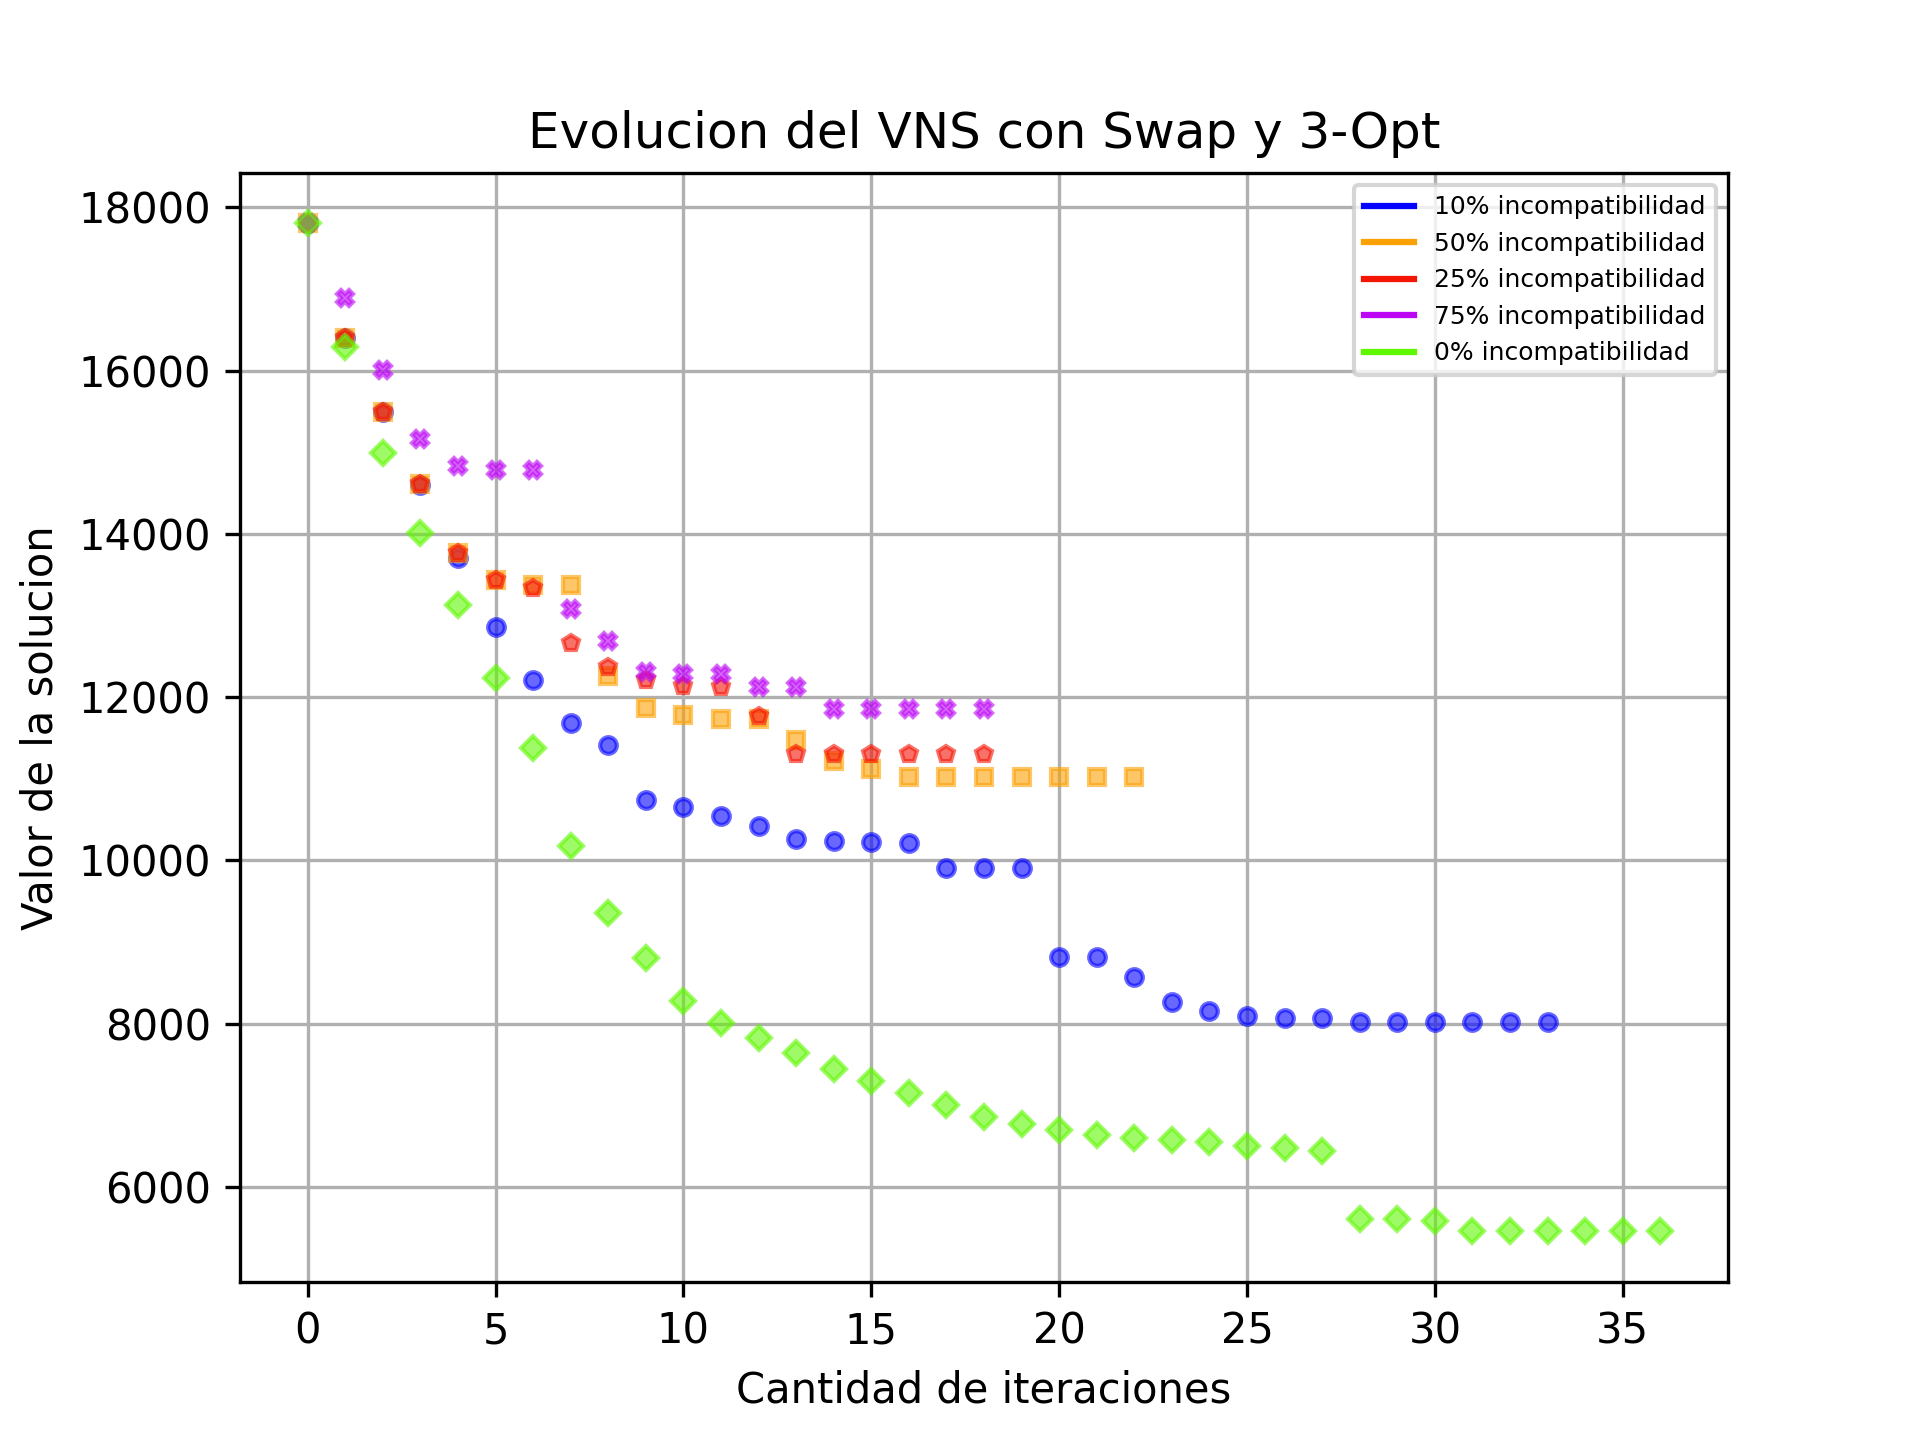 Evolucion del VNS con Swap y 3-Opt
18000
16000
14000
12000
10000
8000
6000
Valor de la solucion
10% incompatibilidad
50% incompatibilidad
25% incompatibilidad
75% incompatibilidad
0% incompatibilidad
0 5 10 15 20 25 30 35
Cantidad de iteraciones